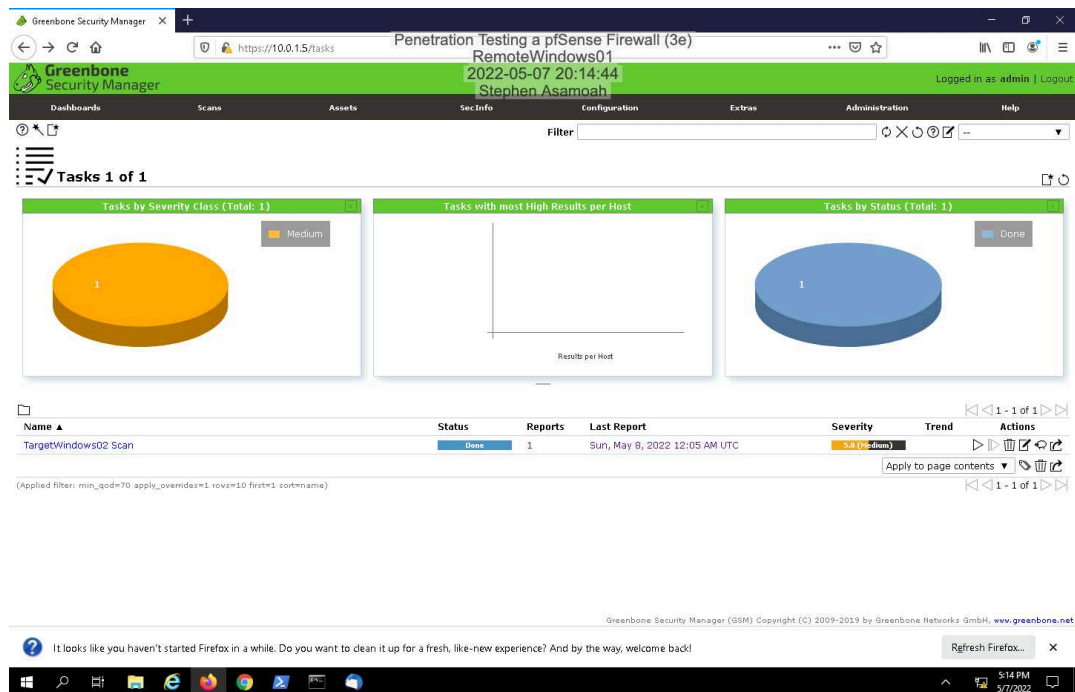 Greenbone Security Manager
https://10.0.1.5/tasks
Penetration Testing a pfSense Firewall (3e)
RemoteWindows01
2022-05-07 20:14:44
Stephen Asamoah
Greenbone
Security Manager
Logged in as admin | Logout
Dashboards Scans Assets SecInfo Configuration Extras Administration Help
Filter --
Tasks 1 of 1
Tasks by Severity Class (Total: 1) Tasks with most High Results per Host Tasks by Status (Total: 1)
Medium Done
1 1
Results per Host
1 - 1 of 1
Name ▲ Status Reports Last Report Severity Trend Actions
TargetWindows02 Scan Done 1 Sun, May 8, 2022 12:05 AM UTC 5.0 (Medium)
Apply to page contents ▼
(Applied filter: min_qod=70 apply_overrides=1 rows=10 first=1 sort=name) 1 - 1 of 1
Greenbone Security Manager (GSM) Copyright (C) 2009-2019 by Greenbone Networks GmbH, www.greenbone.net
It looks like you haven't started Firefox in a while. Do you want to clean it up for a fresh, like-new experience? And by the way, welcome back! Refresh Firefox...
5:14 PM
5/7/2022